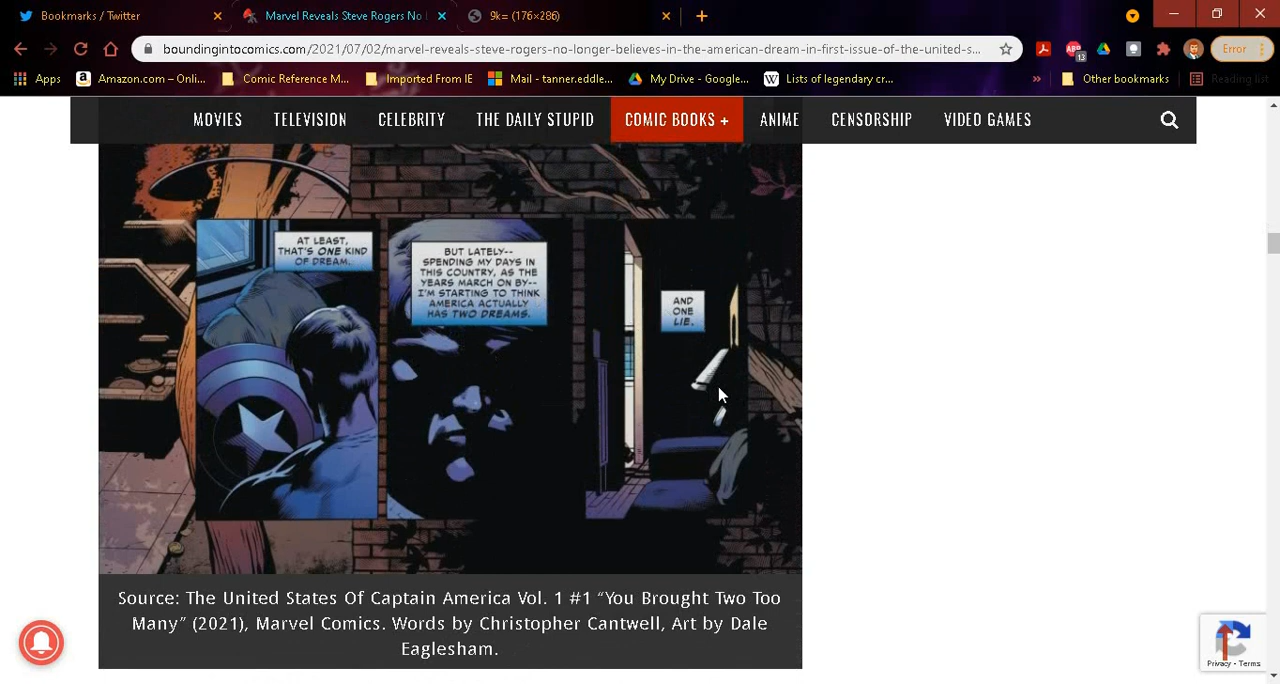 Bookmarks / Twitter
Marvel Reveals Steve Rogers No
9k= (176×286)
boundingintocomics.com/2021/07/02/marvel-reveals-steve-rogers-no-longer-believes-in-the-american-dream-in-first-issue-of-the-united-s...
ABP
13
Error
Apps
Amazon.com – Onli...
Comic Reference M...
Imported From IE
Mail - tanner.eddle...
My Drive - Google...
Lists of legendary cr...
»
Other bookmarks
Reading list
MOVIES
TELEVISION
CELEBRITY
THE DAILY STUPID
COMIC BOOKS +
ANIME
CENSORSHIP
VIDEO GAMES
AT LEAST,
THAT'S ONE KIND
OF DREAM.
BUT LATELY--
SPENDING MY DAYS IN
THIS COUNTRY, AS THE
YEARS MARCH ON BY--
I'M STARTING TO THINK
AMERICA ACTUALLY
HAS TWO DREAMS.
AND
ONE
LIE.
Source: The United States Of Captain America Vol. 1 #1 “You Brought Two Too
Many” (2021), Marvel Comics. Words by Christopher Cantwell, Art by Dale
Eaglesham.
Privacy - Terms